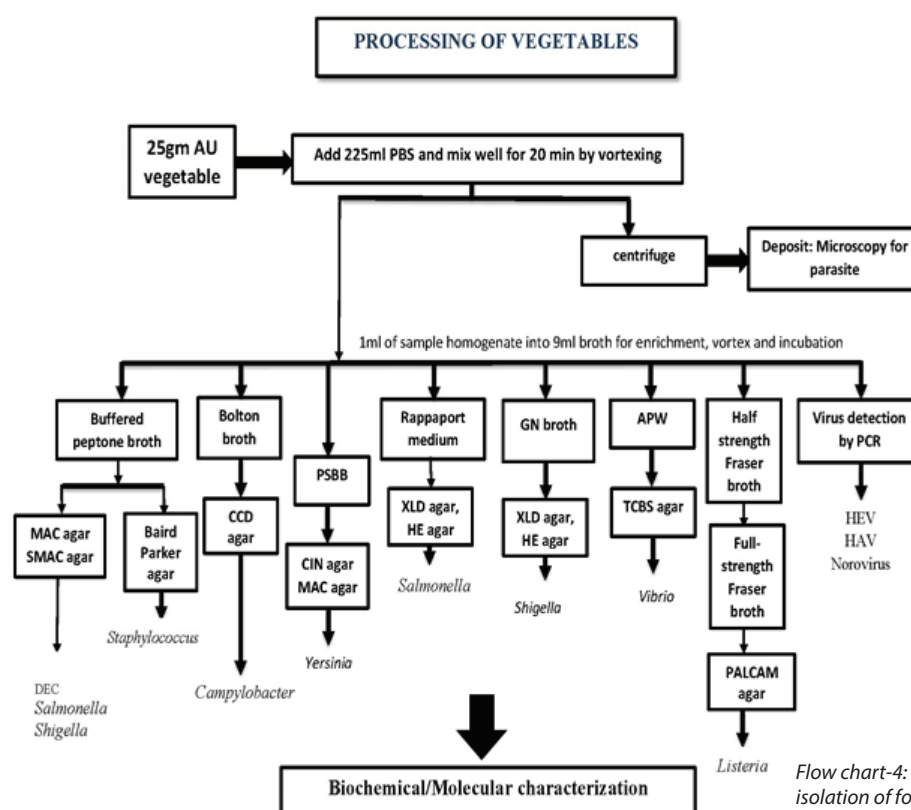 PROCESSING OF VEGETABLES
25gm AU
vegetable
Add 225ml PBS and mix well for 20 min by vortexing
centrifuge
Deposit: Microscopy for
parasite
1ml of sample homogenate into 9ml broth for enrichment, vortex and incubation
Buffered
peptone broth
MAC agar
SMAC agar
DEC
Salmonella
Shigella
Baird
Parker
agar
Staphylococcus
Bolton
broth
CCD
agar
Campylobacter
PSBB
CIN agar
MAC agar
Yersinia
Rappaport
medium
XLD agar,
HE agar
Salmonella
GN broth
XLD agar,
HE agar
Shigella
APW
TCBS agar
Vibrio
Half
strength
Fraser
broth
Full-
strength
Fraser
broth
PALCAM
agar
Listeria
Virus detection
by PCR
HEV
HAV
Norovirus
Biochemical/Molecular characterization
Flow chart-4:
isolation of fo